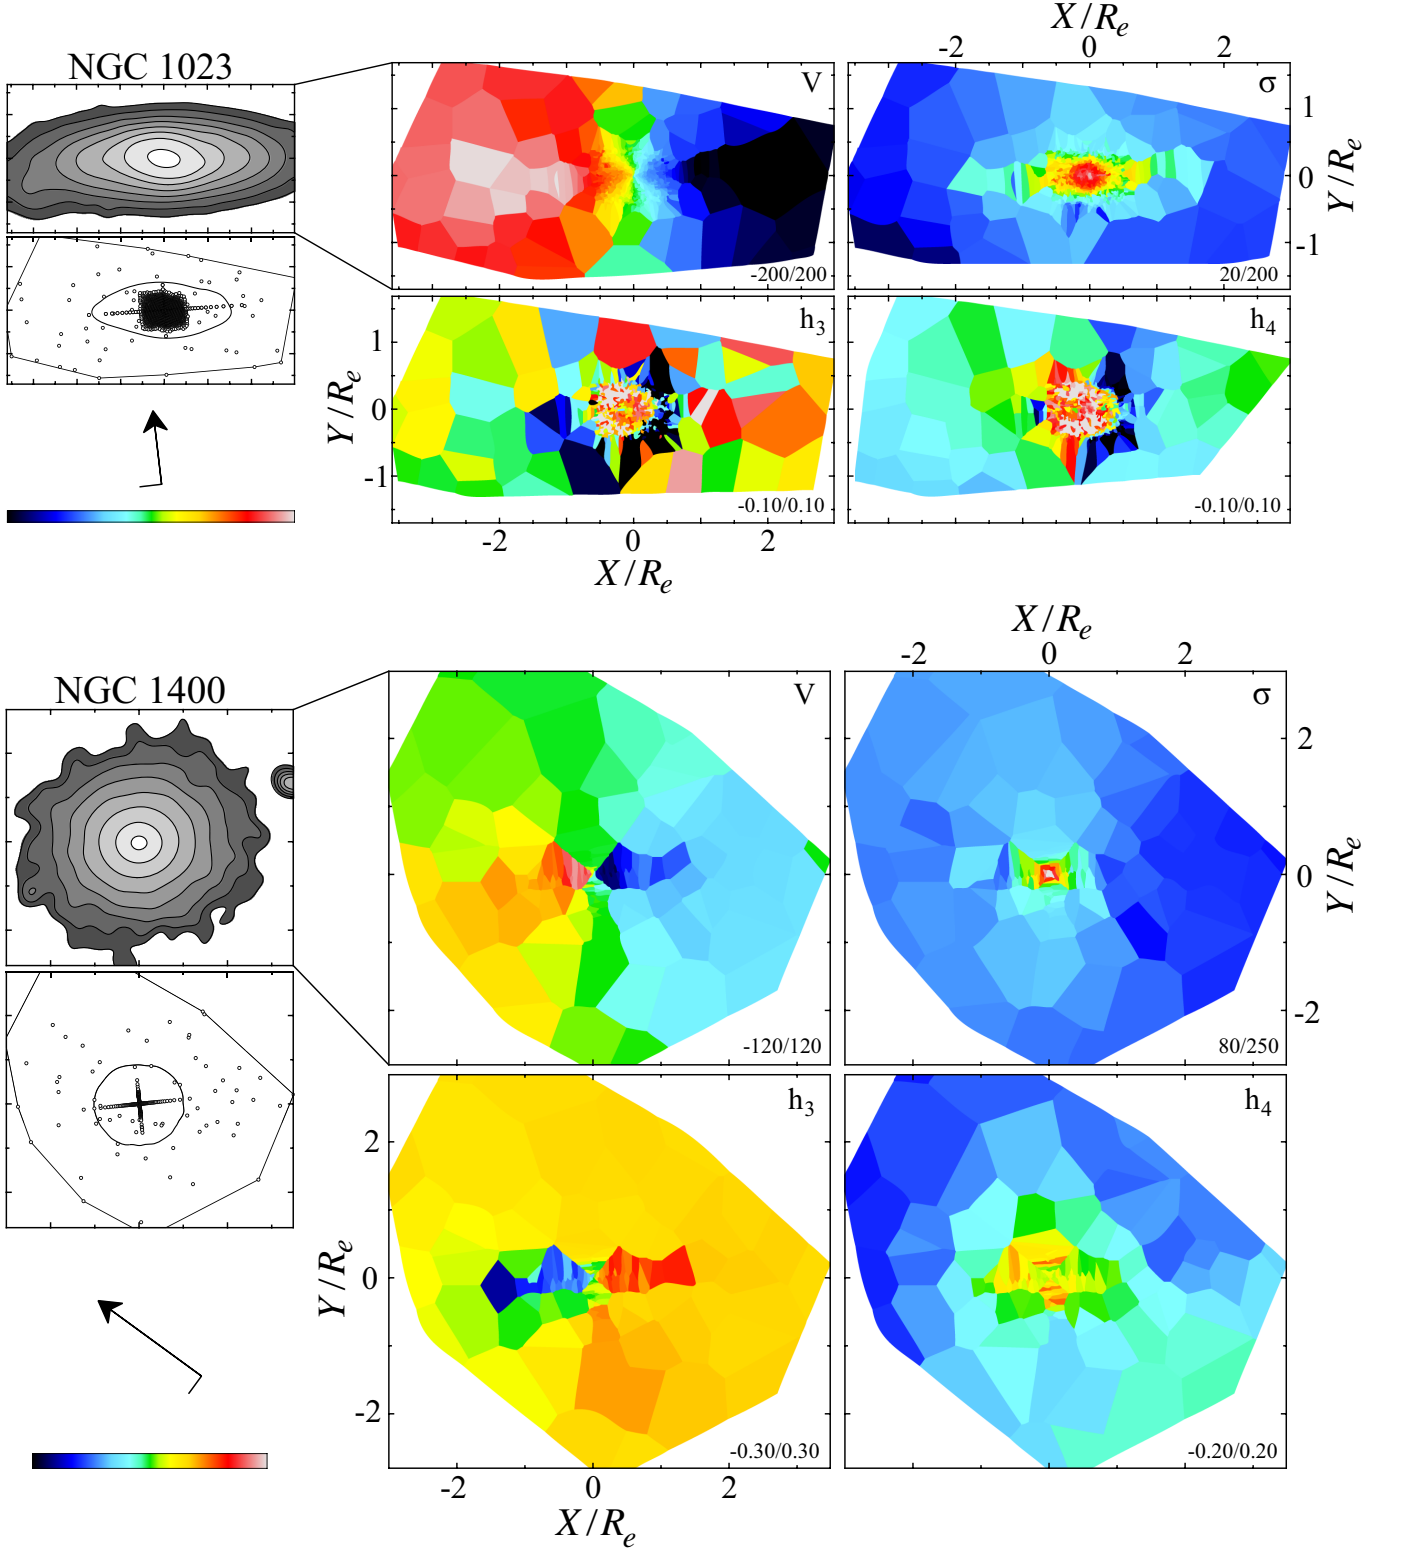 X/Rₑ
-2 0 2
NGC 1023
V
σ
1
0
-1
Y/Rₑ
-200/200
20/200
h₃
h₄
1
0
-1
Y/Rₑ
-0.10/0.10
-0.10/0.10
-2 0 2
X/Rₑ
X/Rₑ
-2 0 2
NGC 1400
V
σ
2
0
-2
Y/Rₑ
-120/120
80/250
h₃
h₄
2
0
-2
Y/Rₑ
-0.30/0.30
-0.20/0.20
-2 0 2
X/Rₑ